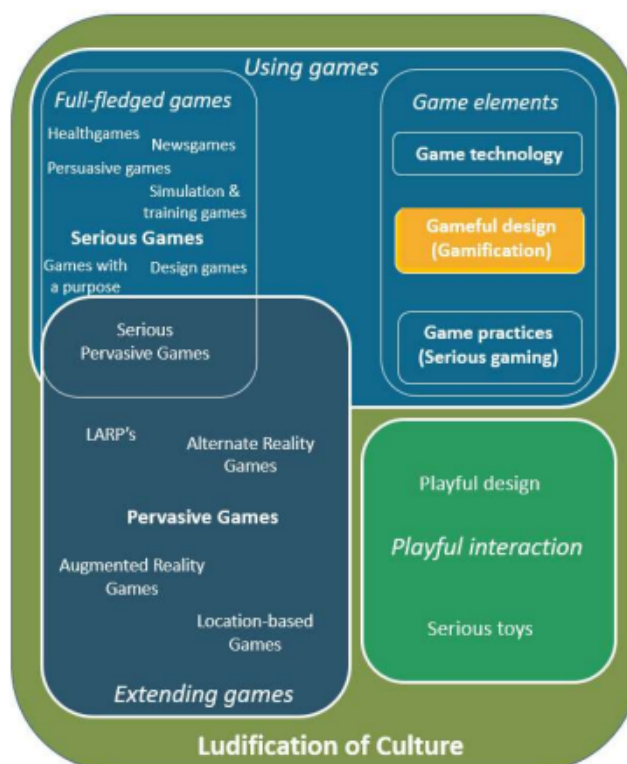 Using games
Full-fledged games
Healthgames
Newsgames
Persuasive games
Simulation &
training games
Serious Games
Games with
a purpose
Design games
Game elements
Game technology
Gameful design
(Gamification)
Game practices
(Serious gaming)
Serious
Pervasive Games
LARP's
Alternate Reality
Games
Pervasive Games
Augmented Reality
Games
Location-based
Games
Extending games
Playful design
Playful interaction
Serious toys
Ludification of Culture